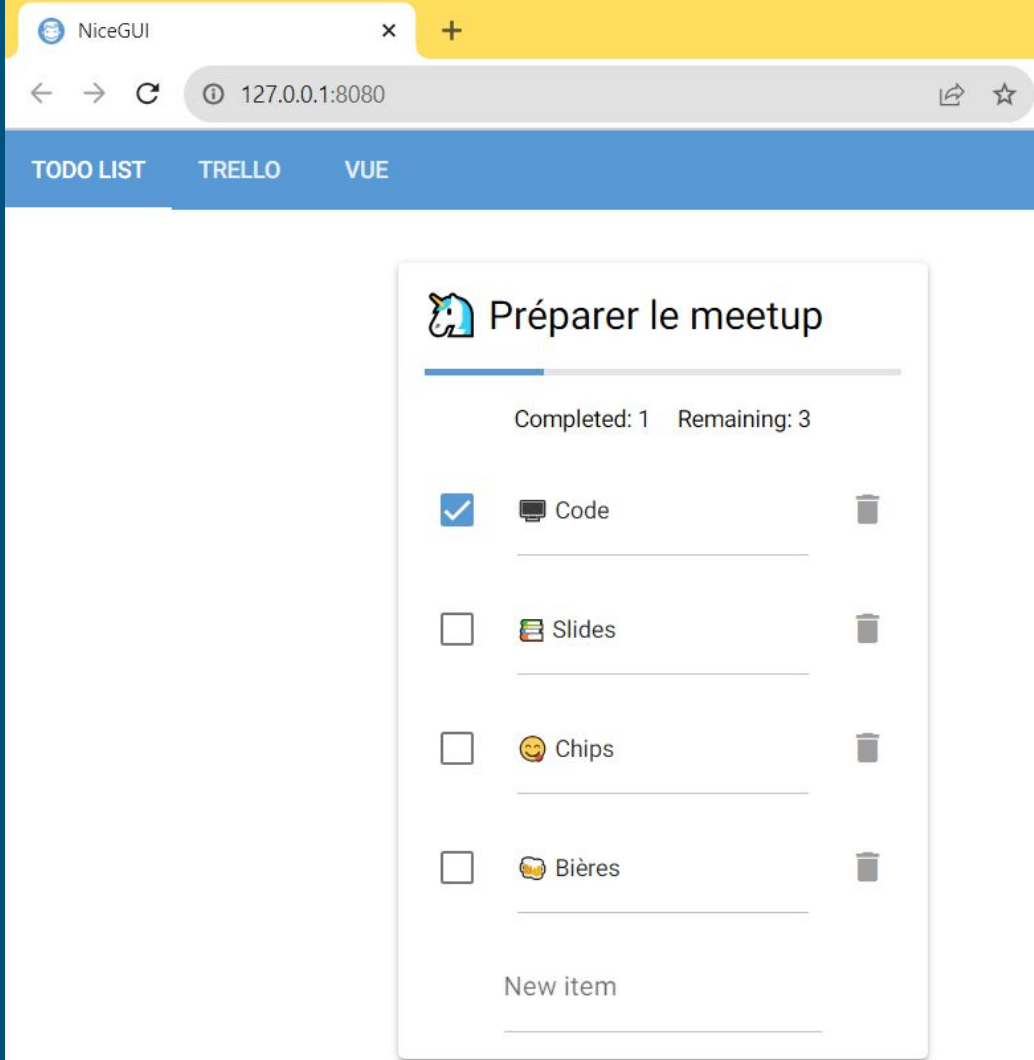 NiceGUI
127.0.0.1:8080
TODO LIST TRELLO VUE
Préparer le meetup
Completed: 1 Remaining: 3
Code
Slides
Chips
Bières
New item